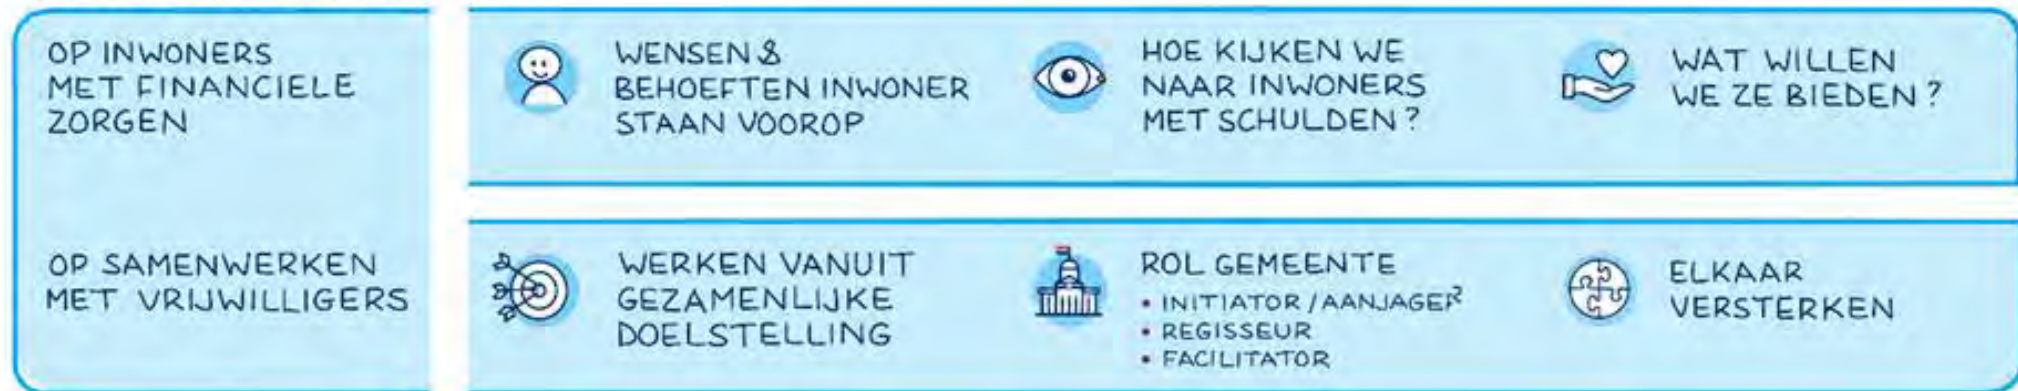 OP INWONERS
MET FINANCIELE
ZORGEN
WENSEN &
BEHOEFTEN INWONER
STAAN VOOROP
HOE KIJKEN WE
NAAR INWONERS
MET SCHULDEN?
WAT WILLEN
WE ZE BIEDEN?
OP SAMENWERKEN
MET VRIJWILLIGERS
WERKEN VANUIT
GEZAMENLIJKE
DOELSTELLING
ROL GEMEENTE
• INITIATOR / AANJAGER
• REGISSEUR
• FACILITATOR
ELKAAR
VERSTERKEN